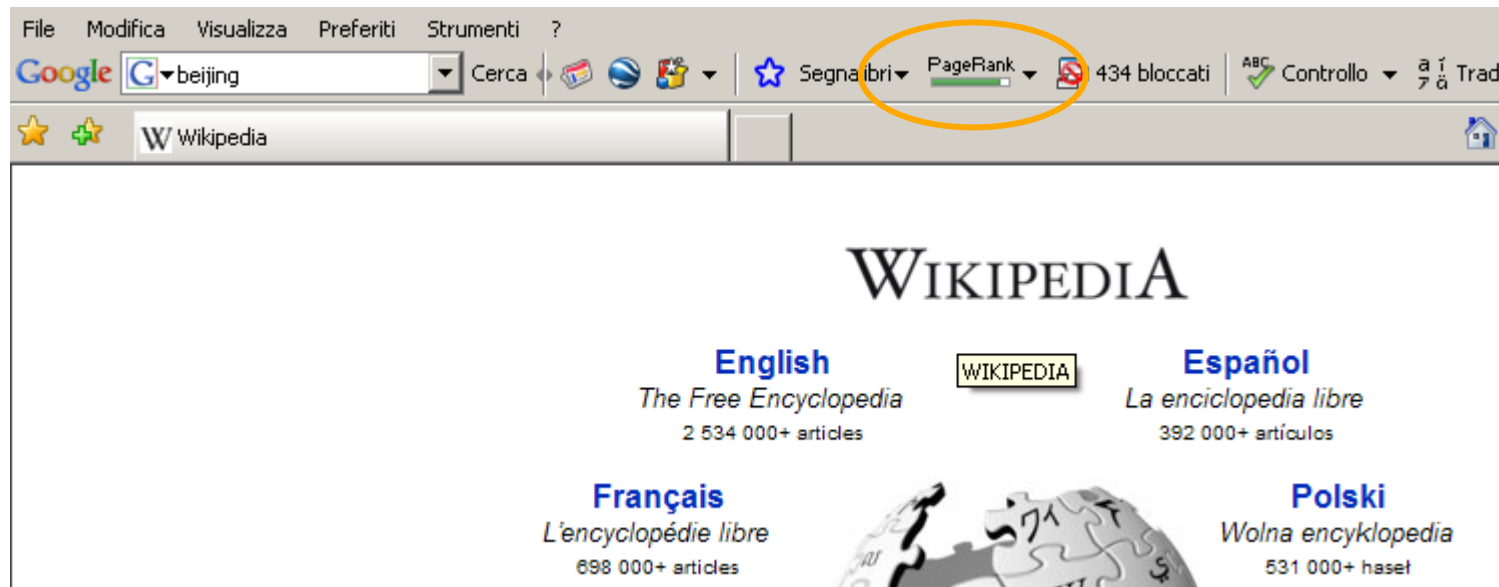 File Modifica Visualizza Preferiti Strumenti ?
Google G beijing Cerca Segnalibri PageRank 434 bloccati ABC Controllo Trad
W Wikipedia
WIKIPEDIA
English Español
WIKIPEDIA
The Free Encyclopedia La enciclopedia libre
2 534 000+ articles 392 000+ artículos
Français Polski
L'encyclopédie libre Wolna encyklopedia
698 000+ articles 531 000+ haseł